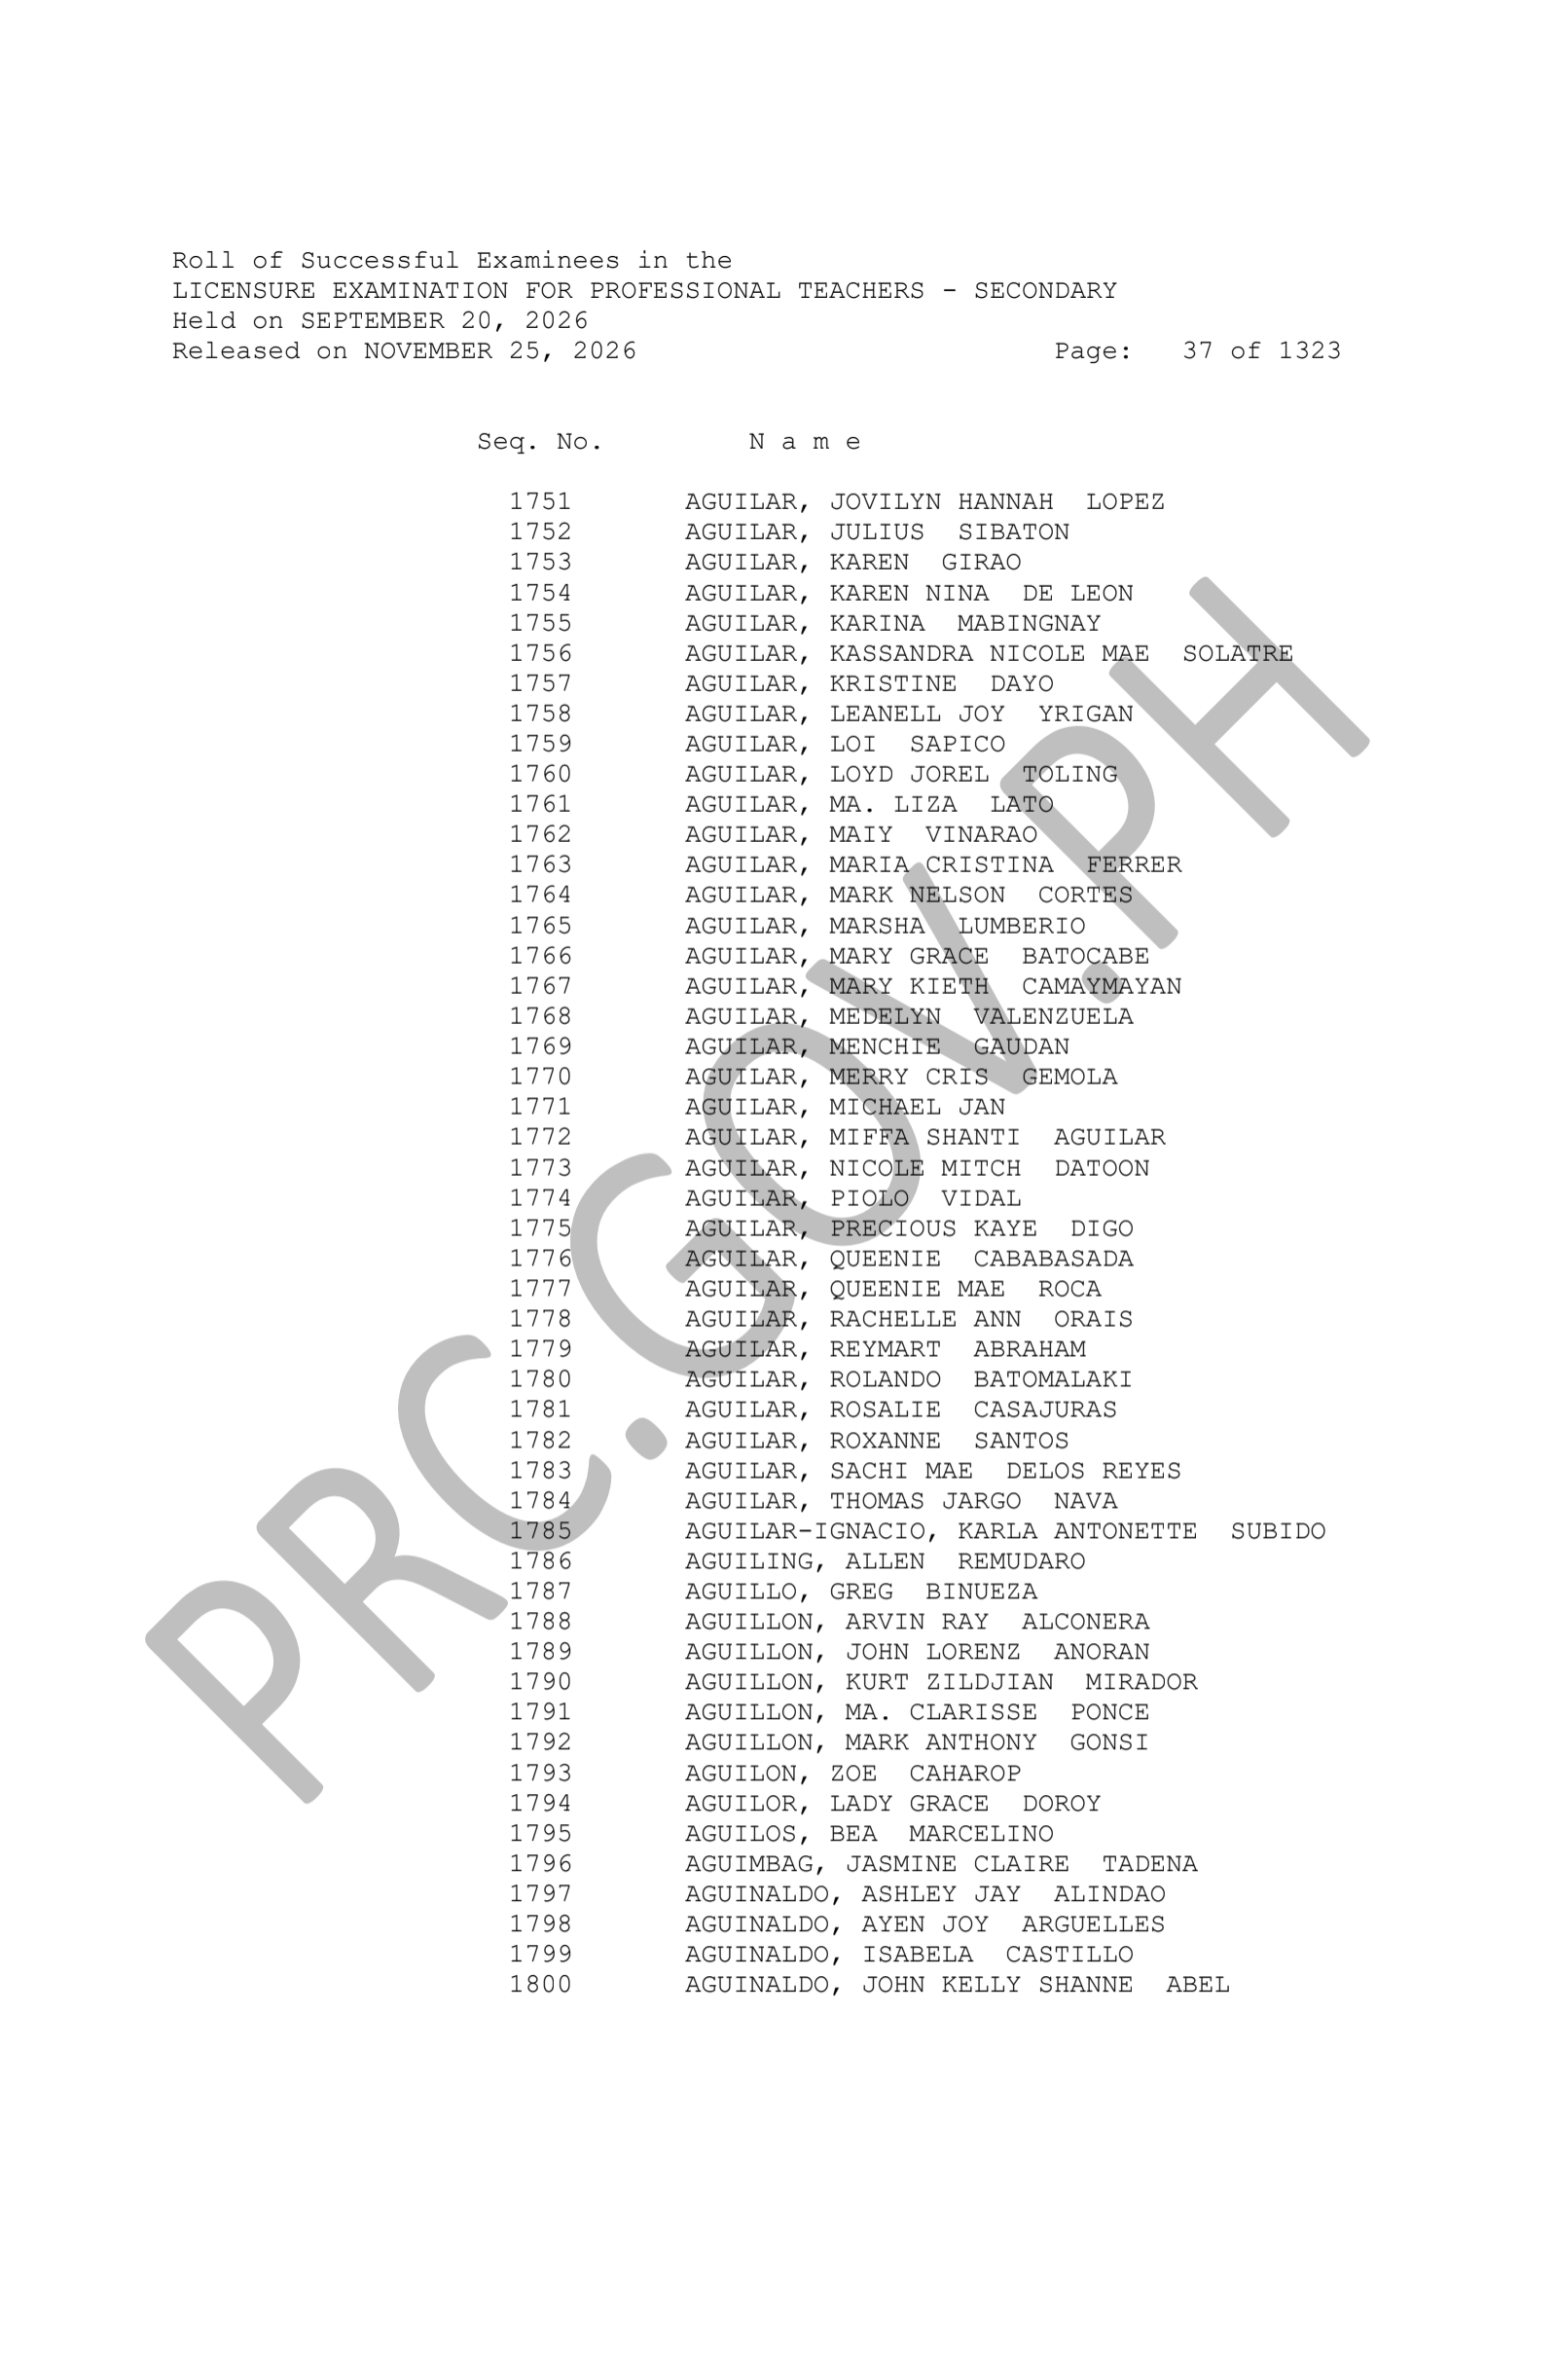 Roll of Successful Examinees in the
LICENSURE EXAMINATION FOR PROFESSIONAL TEACHERS - SECONDARY
Held on SEPTEMBER 20, 2026
Released on NOVEMBER 25, 2026 Page: 37 of 1323
Seq. No. N a m e
1751 AGUILAR, JOVILYN HANNAH LOPEZ
1752 AGUILAR, JULIUS SIBATON
1753 AGUILAR, KAREN GIRAO
1754 AGUILAR, KAREN NINA DE LEON
1755 AGUILAR, KARINA MABINGNAY
1756 AGUILAR, KASSANDRA NICOLE MAE SOLATRE
1757 AGUILAR, KRISTINE DAYO
1758 AGUILAR, LEANELL JOY YRIGAN
1759 AGUILAR, LOI SAPICO
1760 AGUILAR, LOYD JOREL TOLING
1761 AGUILAR, MA. LIZA LATO
1762 AGUILAR, MAIY VINARAO
1763 AGUILAR, MARIA CRISTINA FERRER
1764 AGUILAR, MARK NELSON CORTES
1765 AGUILAR, MARSHA LUMBERIO
1766 AGUILAR, MARY GRACE BATOCABE
1767 AGUILAR, MARY KIETH CAMAYMAYAN
1768 AGUILAR, MEDELYN VALENZUELA
1769 AGUILAR, MENCHIE GAUDAN
1770 AGUILAR, MERRY CRIS GEMOLA
1771 AGUILAR, MICHAEL JAN
1772 AGUILAR, MIFFA SHANTI AGUILAR
1773 AGUILAR, NICOLE MITCH DATOON
1774 AGUILAR, PIOLO VIDAL
1775 AGUILAR, PRECIOUS KAYE DIGO
1776 AGUILAR, QUEENIE CABABASADA
1777 AGUILAR, QUEENIE MAE ROCA
1778 AGUILAR, RACHELLE ANN ORAIS
1779 AGUILAR, REYMART ABRAHAM
1780 AGUILAR, ROLANDO BATOMALAKI
1781 AGUILAR, ROSALIE CASAJURAS
1782 AGUILAR, ROXANNE SANTOS
1783 AGUILAR, SACHI MAE DELOS REYES
1784 AGUILAR, THOMAS JARGO NAVA
1785 AGUILAR-IGNACIO, KARLA ANTONETTE SUBIDO
1786 AGUILING, ALLEN REMUDARO
1787 AGUILLO, GREG BINUEZA
1788 AGUILLON, ARVIN RAY ALCONERA
1789 AGUILLON, JOHN LORENZ ANORAN
1790 AGUILLON, KURT ZILDJIAN MIRADOR
1791 AGUILLON, MA. CLARISSE PONCE
1792 AGUILLON, MARK ANTHONY GONSI
1793 AGUILON, ZOE CAHAROP
1794 AGUILOR, LADY GRACE DOROY
1795 AGUILOS, BEA MARCELINO
1796 AGUIMBAG, JASMINE CLAIRE TADENA
1797 AGUINALDO, ASHLEY JAY ALINDAO
1798 AGUINALDO, AYEN JOY ARGUELLES
1799 AGUINALDO, ISABELA CASTILLO
1800 AGUINALDO, JOHN KELLY SHANNE ABEL
PRC.GOV.PH